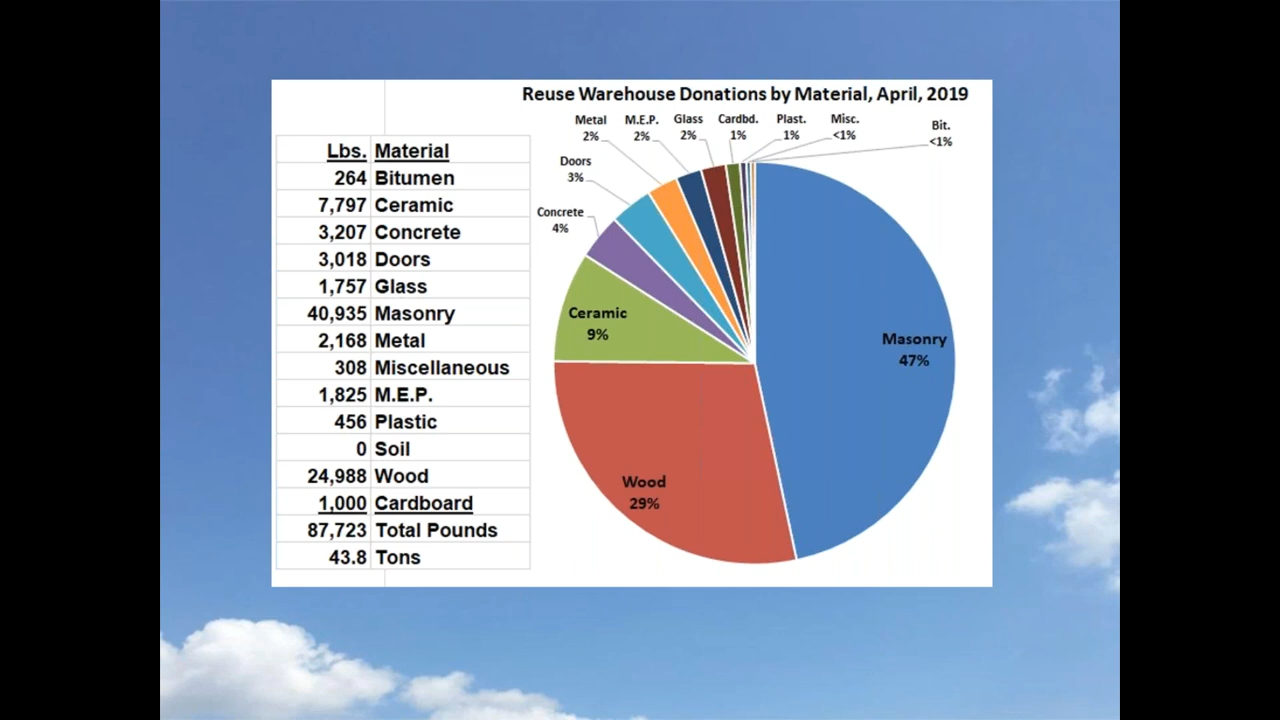 Reuse Warehouse Donations by Material, April, 2019
Lbs. Material
264 Bitumen
7,797 Ceramic
3,207 Concrete
3,018 Doors
1,757 Glass
40,935 Masonry
2,168 Metal
308 Miscellaneous
1,825 M.E.P.
456 Plastic
0 Soil
24,988 Wood
1,000 Cardboard
87,723 Total Pounds
43.8 Tons
Metal
2%
M.E.P.
2%
Glass
2%
Cardbd.
1%
Plast.
1%
Misc.
<1%
Bit.
<1%
Doors
3%
Concrete
4%
Ceramic
9%
Masonry
47%
Wood
29%